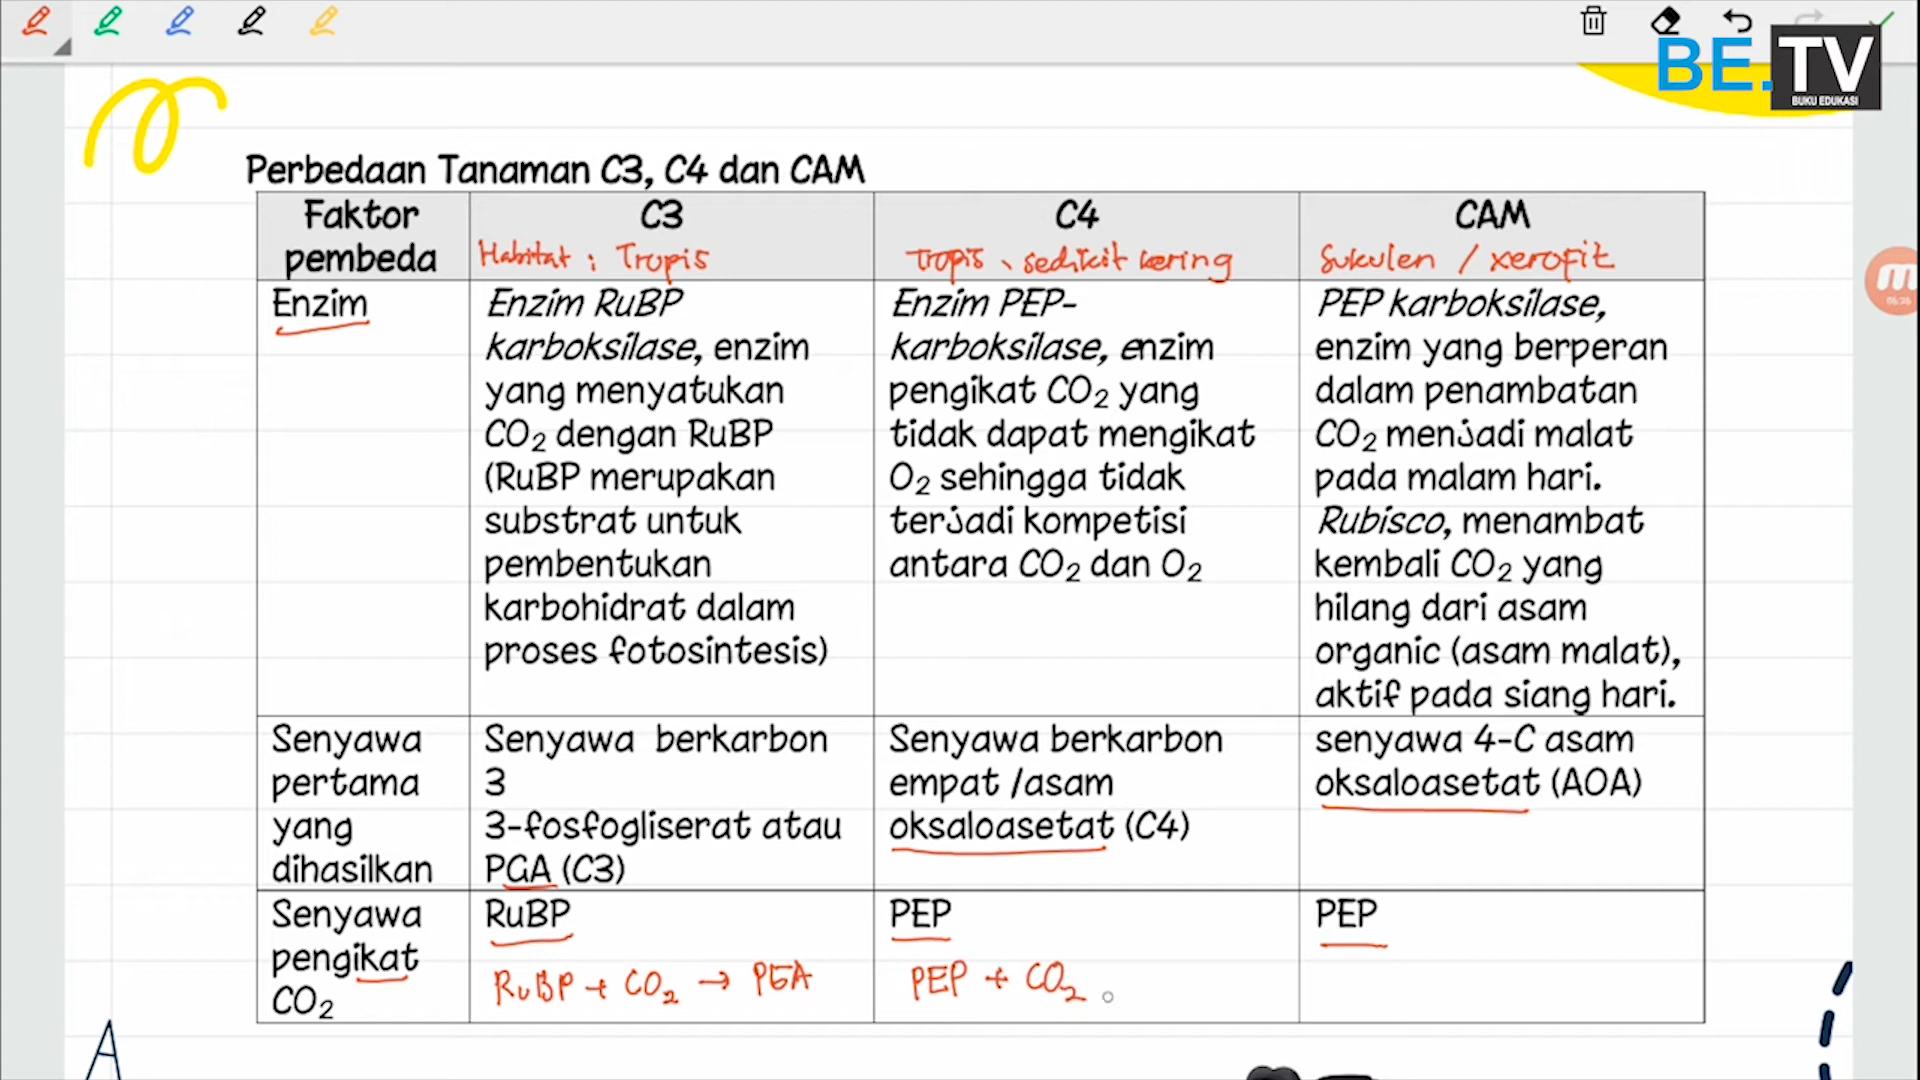 BE.TV
BUKU EDUKASI
06:36
Perbedaan Tanaman C3, C4 dan CAM
Faktor
pembeda
C3
Habitat : Tropis
C4
Tropis, sedikit kering
CAM
Sukulen / xerofit
Enzim
Enzim RuBP
karboksilase, enzim
yang menyatukan
CO₂ dengan RuBP
(RuBP merupakan
substrat untuk
pembentukan
karbohidrat dalam
proses fotosintesis)
Enzim PEP-
karboksilase, enzim
pengikat CO₂ yang
tidak dapat mengikat
O₂ sehingga tidak
terjadi kompetisi
antara CO₂ dan O₂
PEP karboksilase,
enzim yang berperan
dalam penambatan
CO₂ menjadi malat
pada malam hari.
Rubisco, menambat
kembali CO₂ yang
hilang dari asam
organic (asam malat),
aktif pada siang hari.
Senyawa
pertama
yang
dihasilkan
Senyawa berkarbon
3
3-fosfogliserat atau
PGA (C3)
Senyawa berkarbon
empat /asam
oksaloasetat (C4)
senyawa 4-C asam
oksaloasetat (AOA)
Senyawa
pengikat
CO₂
RuBP
RuBP + CO₂ → PGA
PEP
PEP + CO₂
PEP